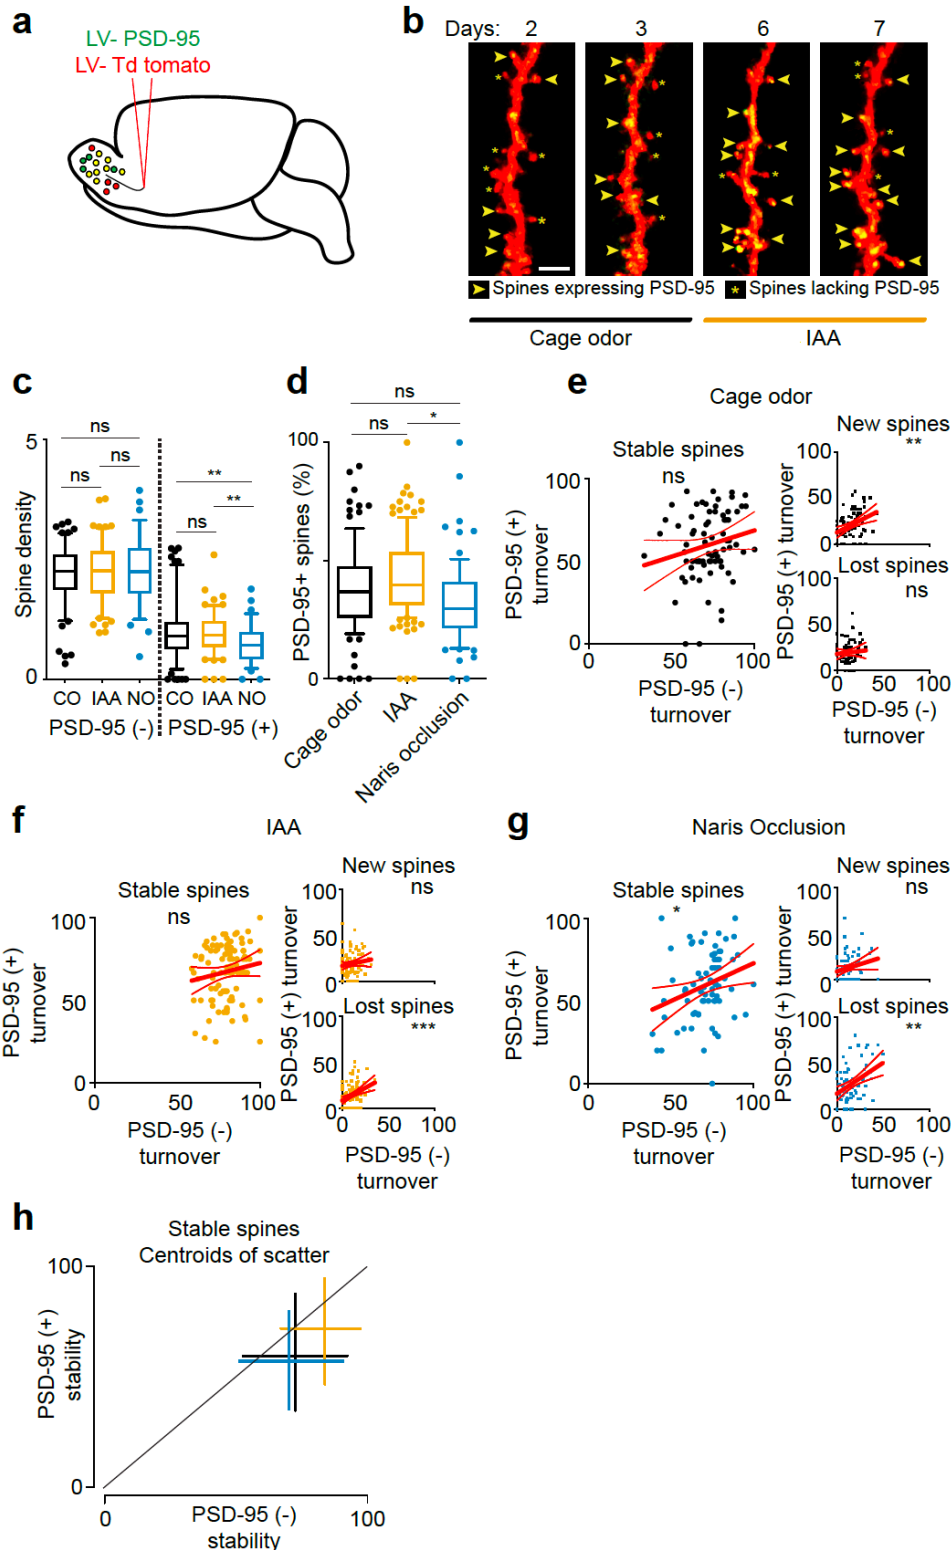 a
LV- PSD-95
LV- Td tomato
b
Days: 2 3 6 7
Spines expressing PSD-95 * Spines lacking PSD-95
Cage odor IAA
c
ns
ns
ns
**
**
ns
5
0
Spine density
CO IAA NO CO IAA NO
PSD-95 (-) PSD-95 (+)
d
ns
ns *
100
0
PSD-95+ spines (%)
Cage odor
IAA
Naris occlusion
e
Cage odor
Stable spines
ns
100
50
0
PSD-95 (+)
turnover
0 50 100
PSD-95 (-)
turnover
New spines
**
100
50
0
PSD-95 (+) turnover
Lost spines
ns
100
50
0
0 50 100
PSD-95 (-)
turnover
f
IAA
Stable spines
ns
100
50
0
PSD-95 (+)
turnover
0 50 100
PSD-95 (-)
turnover
New spines
ns
100
50
0
PSD-95 (+) turnover
Lost spines
***
100
50
0
0 50 100
PSD-95 (-)
turnover
g
Naris Occlusion
Stable spines
*
100
50
0
PSD-95 (+)
turnover
0 50 100
PSD-95 (-)
turnover
New spines
ns
100
50
0
PSD-95 (+) turnover
Lost spines
**
100
50
0
0 50 100
PSD-95 (-)
turnover
h
Stable spines
Centroids of scatter
100
0
PSD-95 (+)
stability
0 100
PSD-95 (-)
stability